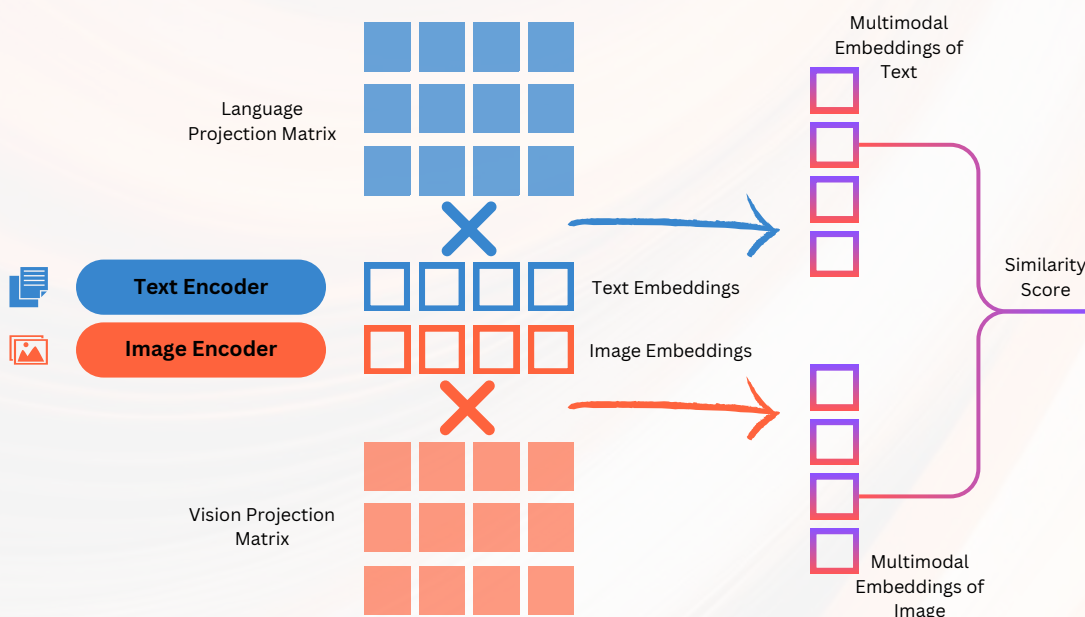 Multimodal
Embeddings of
Text
Language
Projection Matrix
Similarity
Score
Text Encoder
Text Embeddings
Image Encoder
Image Embeddings
Vision Projection
Matrix
Multimodal
Embeddings of
Image